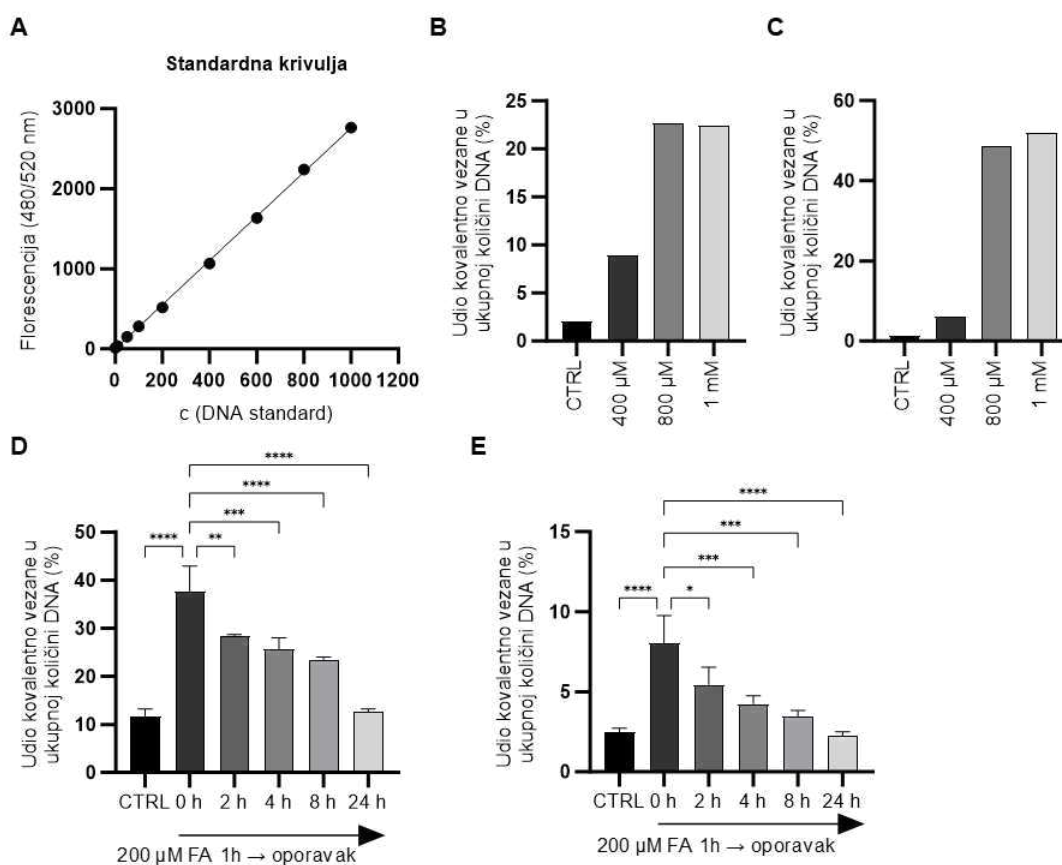 A
Standardna krivulja
Florescencija (480/520 nm)
3000
2000
1000
0
0 200 400 600 800 1000 1200
c (DNA standard)
B
Udio kovalentno vezane u
ukupnoj količini DNA (%)
25
20
15
10
5
0
CTRL
400 µM
800 µM
1 mM
C
Udio kovalentno vezane u
ukupnoj količini DNA (%)
60
40
20
0
CTRL
400 µM
800 µM
1 mM
D
Udio kovalentno vezane u
ukupnoj količini DNA (%)
50
40
30
20
10
0
****
****
***
**** **
CTRL 0 h 2 h 4 h 8 h 24 h
200 µM FA 1h → oporavak
E
Udio kovalentno vezane u
ukupnoj količini DNA (%)
15
10
5
0
****
***
***
**** *
CTRL 0 h 2 h 4 h 8 h 24 h
200 µM FA 1h → oporavak